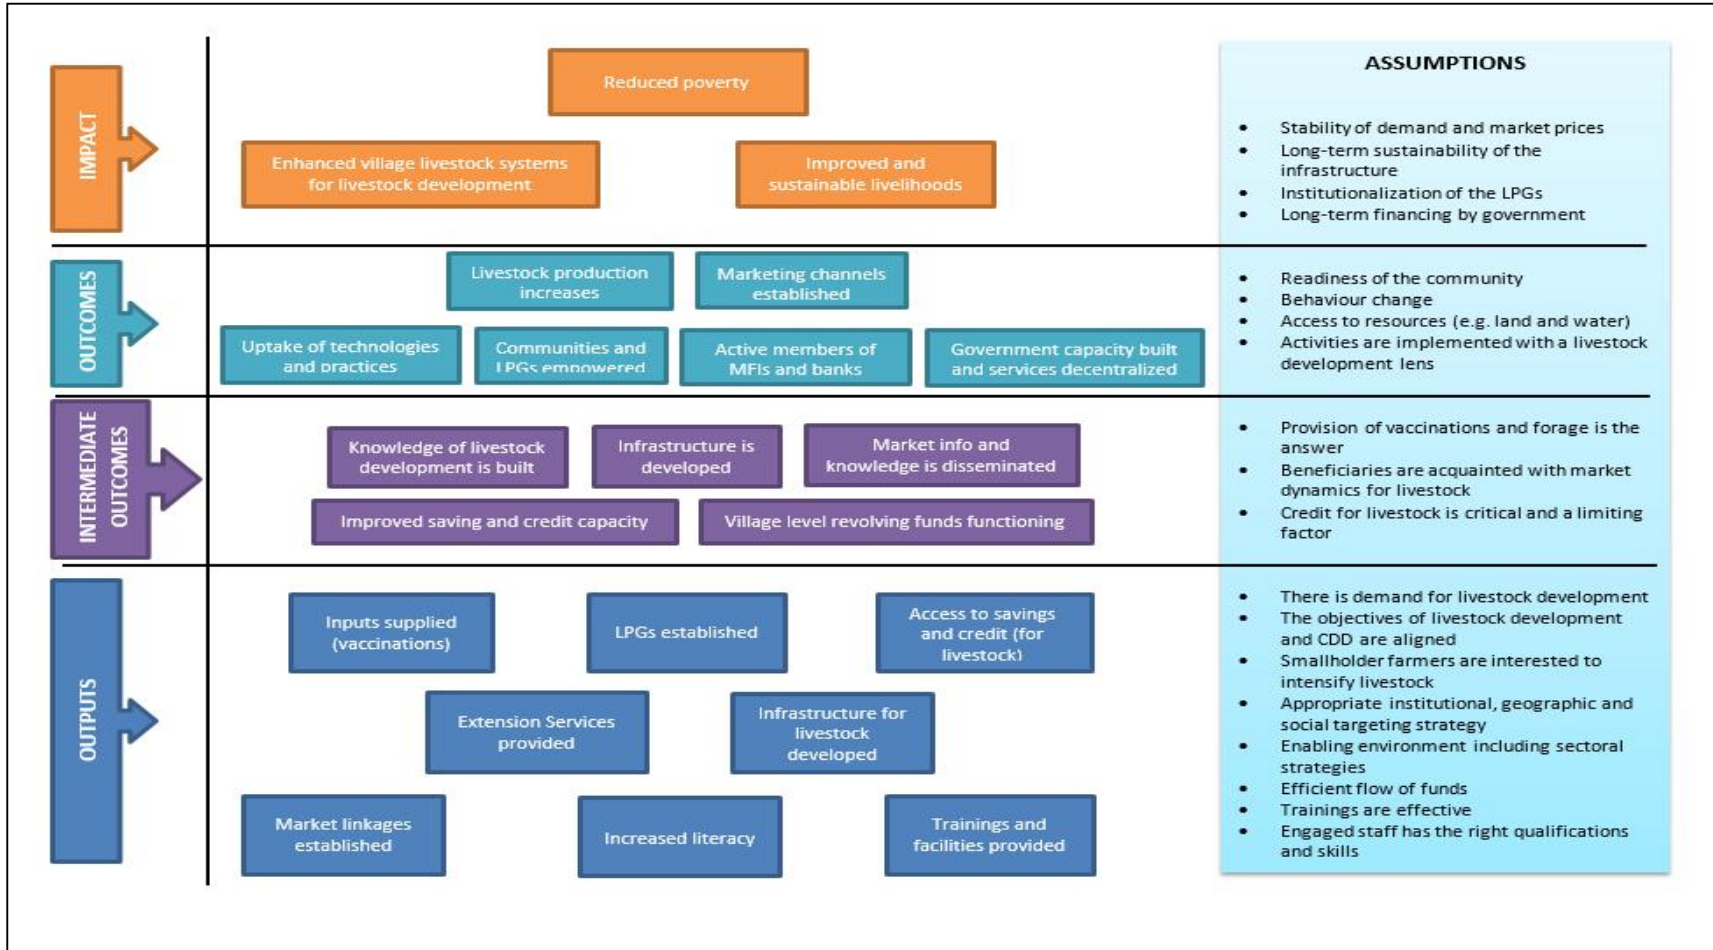 ASSUMPTIONS
IMPACT
Reduced poverty
Enhanced village livestock systems
for livestock development
Improved and
sustainable livelihoods
• Stability of demand and market prices
• Long-term sustainability of the
infrastructure
• Institutionalization of the LPGs
• Long-term financing by government
OUTCOMES
Livestock production
increases
Marketing channels
established
Uptake of technologies
and practices
Communities and
LPGs empowered
Active members of
MFIs and banks
Government capacity built
and services decentralized
• Readiness of the community
• Behaviour change
• Access to resources (e.g. land and water)
• Activities are implemented with a livestock
development lens
INTERMEDIATE
OUTCOMES
Knowledge of livestock
development is built
Infrastructure is
developed
Market info and
knowledge is disseminated
Improved saving and credit capacity
Village level revolving funds functioning
• Provision of vaccinations and forage is the
answer
• Beneficiaries are acquainted with market
dynamics for livestock
• Credit for livestock is critical and a limiting
factor
OUTPUTS
Inputs supplied
(vaccinations)
LPGs established
Access to savings
and credit (for
livestock)
Extension Services
provided
Infrastructure for
livestock
developed
Market linkages
established
Increased literacy
Trainings and
facilities provided
• There is demand for livestock development
• The objectives of livestock development
and CDD are aligned
• Smallholder farmers are interested to
intensify livestock
• Appropriate institutional, geographic and
social targeting strategy
• Enabling environment including sectoral
strategies
• Efficient flow of funds
• Trainings are effective
• Engaged staff has the right qualifications
and skills